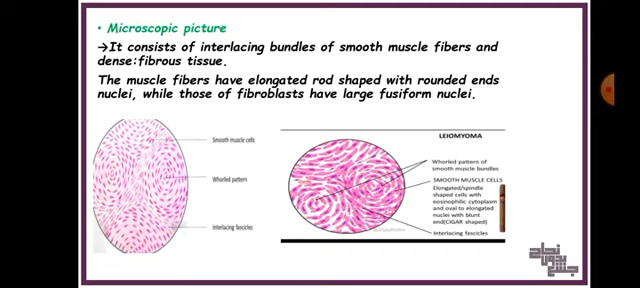 • Microscopic picture
→It consists of interlacing bundles of smooth muscle fibers and
dense:fibrous tissue.
The muscle fibers have elongated rod shaped with rounded ends
nuclei, while those of fibroblasts have large fusiform nuclei.
Smooth muscle cells
Whorled pattern
Interlacing fascicles
LEIOMYOMA
Whorled pattern of
smooth muscle bundles
SMOOTH MUSCLE CELLS
Elongated/spindle
shaped cells with
eosinophilic cytoplasm
and oval to elongated
nuclei with blunt
end(CIGAR shaped)
Interlacing fascicles
نجاح
بدون
جشع